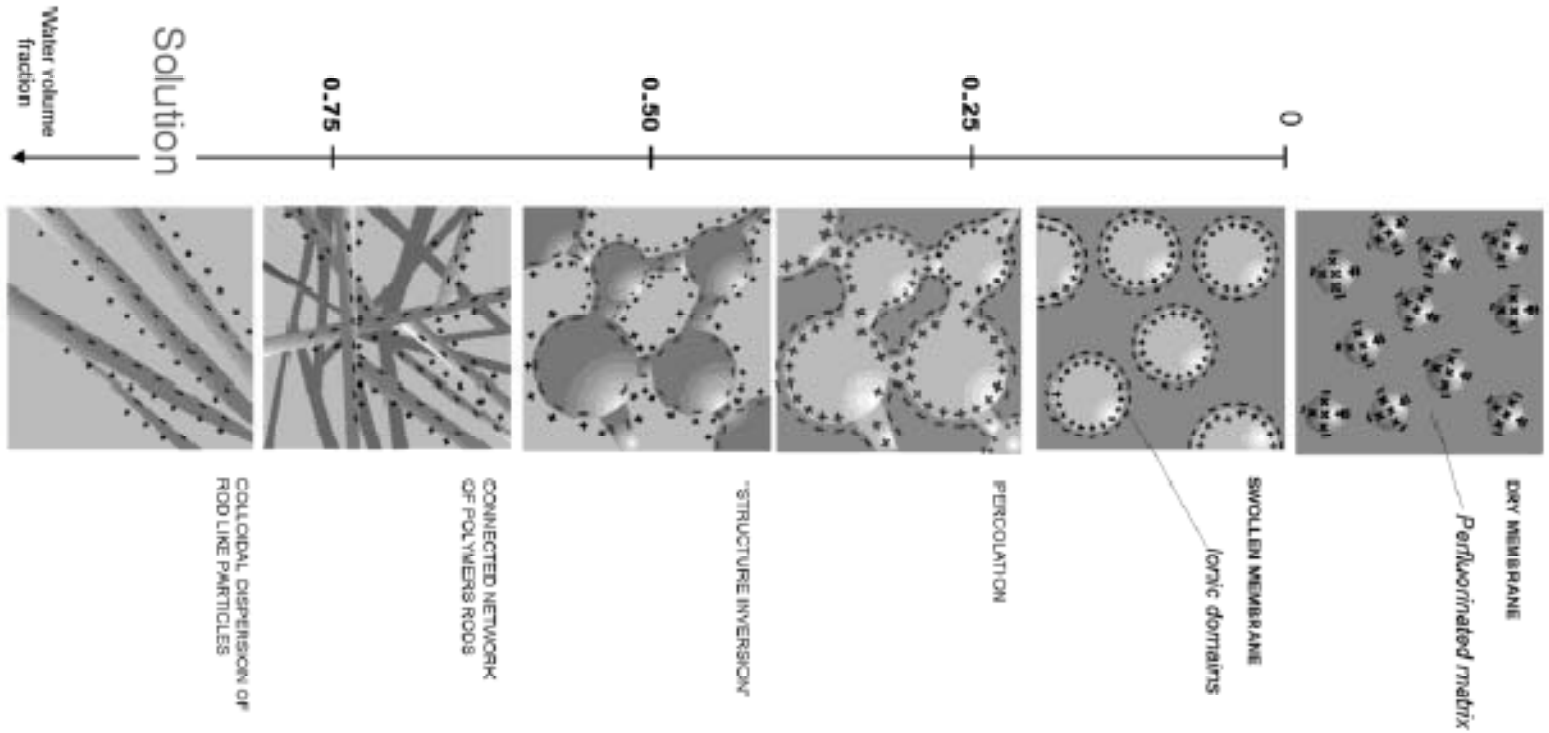 0
0.25
0.50
0.75
Solution
Water volume
fraction
DRY MEMBRANE
Perfluorinated matrix
SWOLLEN MEMBRANE
Ionic domains
PERCOLATION
"STRUCTURE INVERSION"
CONNECTED NETWORK
OF POLYMERS RODS
COLLOIDAL DISPERSION OF
ROD LIKE PARTICLES